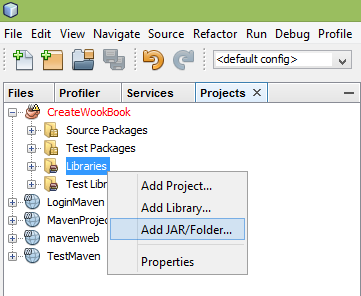 File Edit View Navigate Source Refactor Run Debug Profile
<default config>
Files Profiler Services Projects
CreateWookBook
Source Packages
Test Packages
Libraries
Test Libr
Add Project...
LoginMaven
Add Library...
MavenProjec
Add JAR/Folder...
mavenweb
TestMaven
Properties